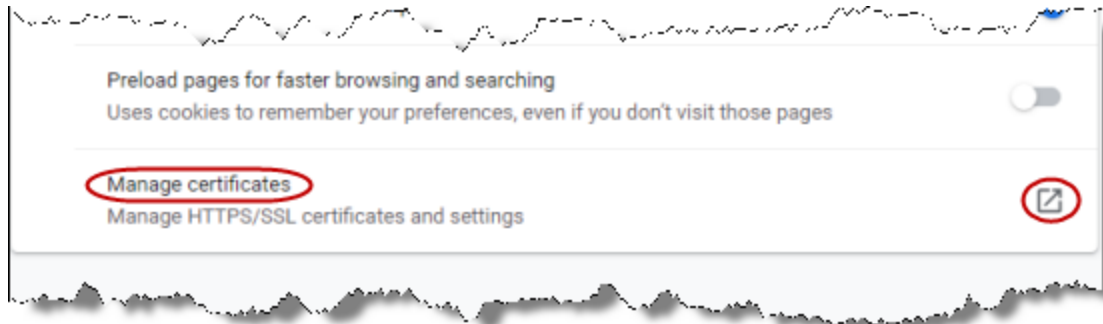 Preload pages for faster browsing and searching
Uses cookies to remember your preferences, even if you don't visit those pages
Manage certificates
Manage HTTPS/SSL certificates and settings